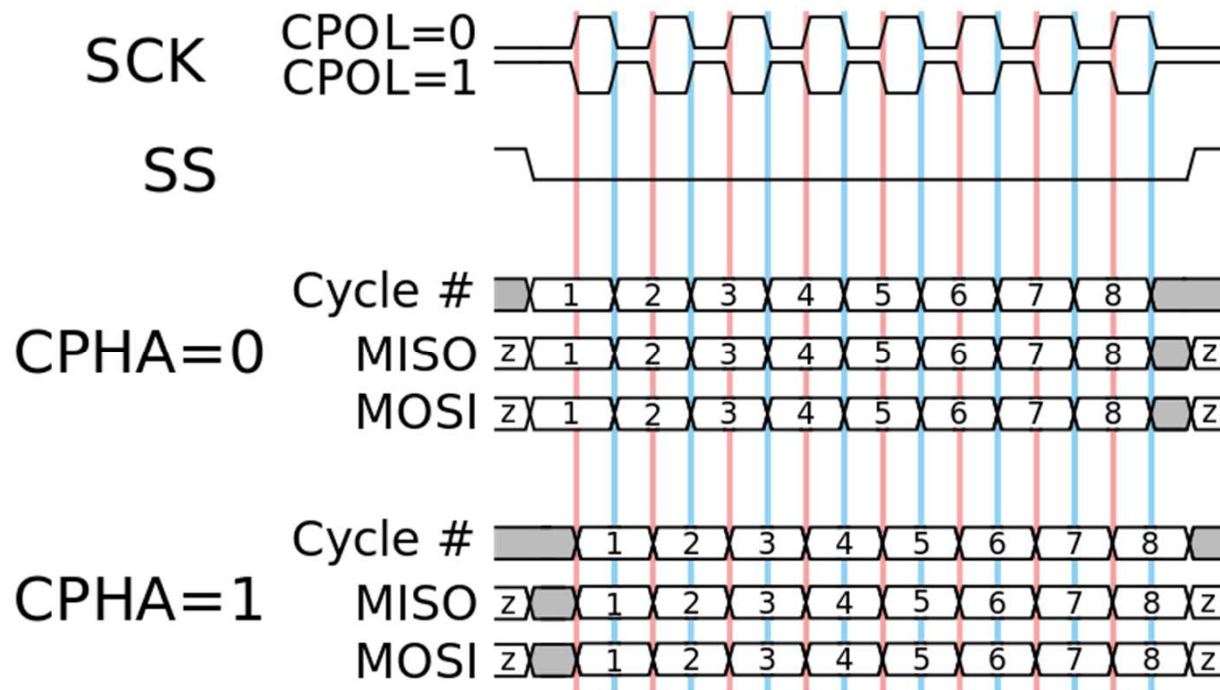 SCK CPOL=0
CPOL=1
SS
Cycle # 1 2 3 4 5 6 7 8
CPHA=0 MISO z 1 2 3 4 5 6 7 8 z
MOSI z 1 2 3 4 5 6 7 8 z
Cycle # 1 2 3 4 5 6 7 8
CPHA=1 MISO z 1 2 3 4 5 6 7 8 z
MOSI z 1 2 3 4 5 6 7 8 z